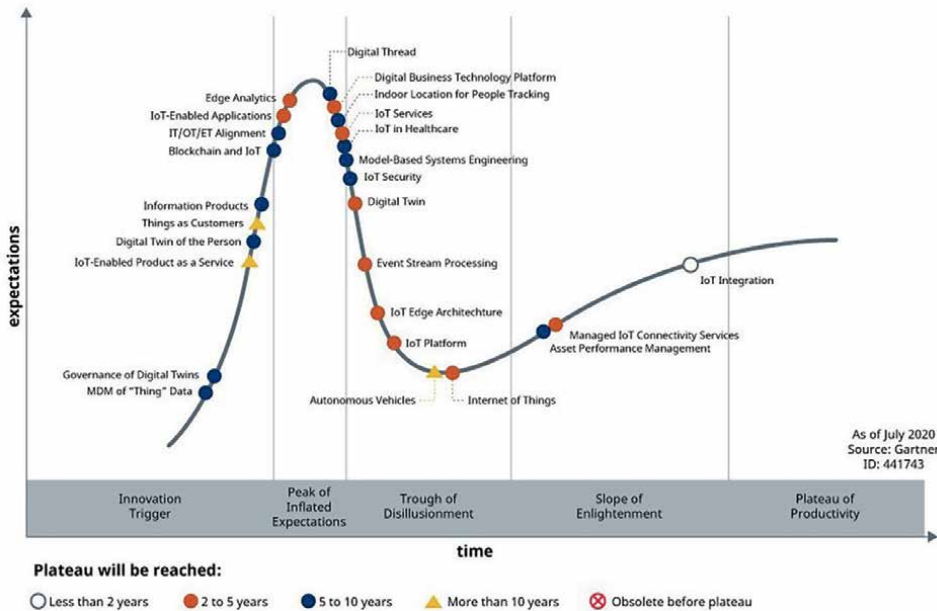 Digital Thread
Digital Business Technology Platform
Edge Analytics
Indoor Location for People Tracking
IoT-Enabled Applications
IoT Services
IT/OT/ET Alignment
IoT in Healthcare
Blockchain and IoT
Model-Based Systems Engineering
IoT Security
Information Products
Digital Twin
Things as Customers
Digital Twin of the Person
IoT-Enabled Product as a Service
Event Stream Processing
IoT Integration
IoT Edge Architechture
Managed IoT Connectivity Services
IoT Platform
Asset Performance Management
Governance of Digital Twins
MDM of "Thing" Data
Autonomous Vehicles
Internet of Things
expectations
As of July 2020
Source: Gartner
ID: 441743
Innovation
Trigger
Peak of
Inflated
Expectations
Trough of
Disillusionment
Slope of
Enlightenment
Plateau of
Productivity
time
Plateau will be reached:
Less than 2 years
2 to 5 years
5 to 10 years
More than 10 years
Obsolete before plateau